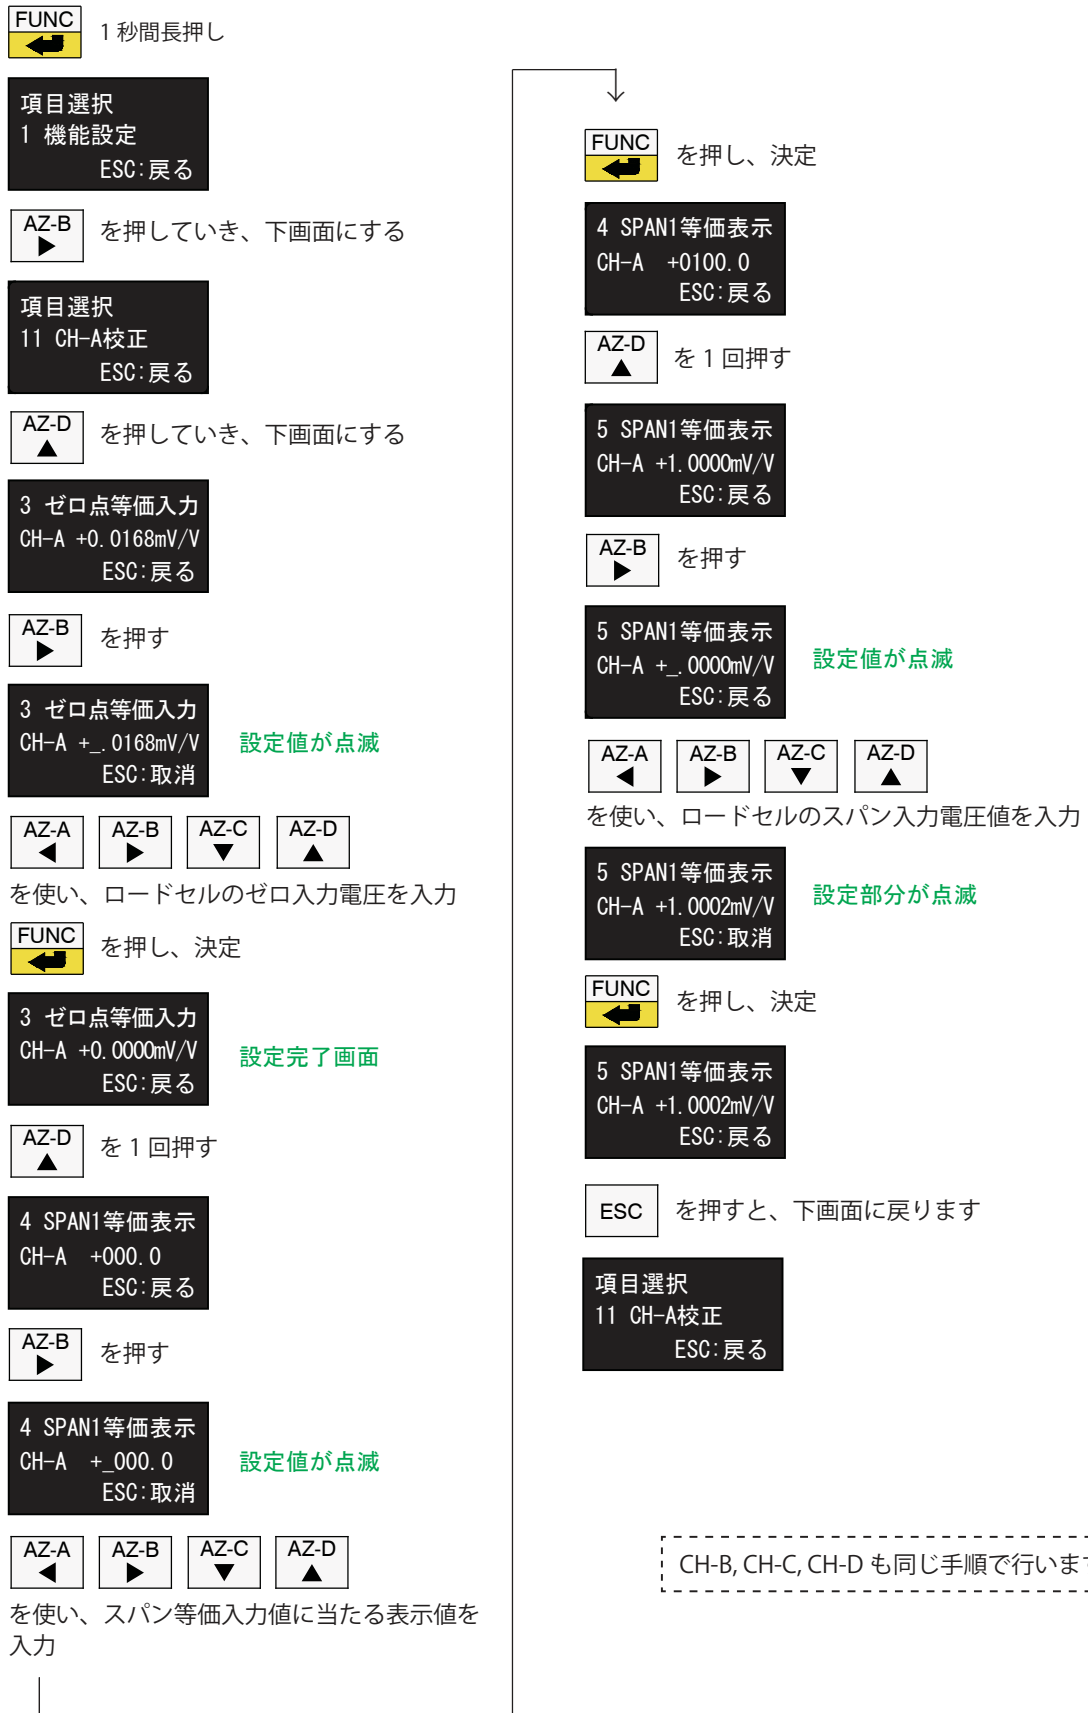 FUNC
1 秒間長押し
項目選択
1 機能設定
ESC:戻る
AZ-B
を押していき、下画面にする
項目選択
11 CH-A校正
ESC:戻る
AZ-D
を押していき、下画面にする
3 ゼロ点等価入力
CH-A +0.0168mV/V
ESC:戻る
AZ-B
を押す
3 ゼロ点等価入力
CH-A +_.0168mV/V
ESC:取消
設定値が点滅
AZ-A
AZ-B
AZ-C
AZ-D
を使い、ロードセルのゼロ入力電圧を入力
FUNC
を押し、決定
3 ゼロ点等価入力
CH-A +0.0000mV/V
ESC:戻る
設定完了画面
AZ-D
を 1 回押す
4 SPAN1等価表示
CH-A +000.0
ESC:戻る
AZ-B
を押す
4 SPAN1等価表示
CH-A +_000.0
ESC:取消
設定値が点滅
AZ-A
AZ-B
AZ-C
AZ-D
を使い、スパン等価入力値に当たる表示値を
入力
FUNC
を押し、決定
4 SPAN1等価表示
CH-A +0100.0
ESC:戻る
AZ-D
を 1 回押す
5 SPAN1等価表示
CH-A +1.0000mV/V
ESC:戻る
AZ-B
を押す
5 SPAN1等価表示
CH-A +_.0000mV/V
ESC:戻る
設定値が点滅
AZ-A
AZ-B
AZ-C
AZ-D
を使い、ロードセルのスパン入力電圧値を入力
5 SPAN1等価表示
CH-A +1.0002mV/V
ESC:取消
設定部分が点滅
FUNC
を押し、決定
5 SPAN1等価表示
CH-A +1.0002mV/V
ESC:戻る
ESC
を押すと、下画面に戻ります
項目選択
11 CH-A校正
ESC:戻る
CH-B, CH-C, CH-D も同じ手順で行います